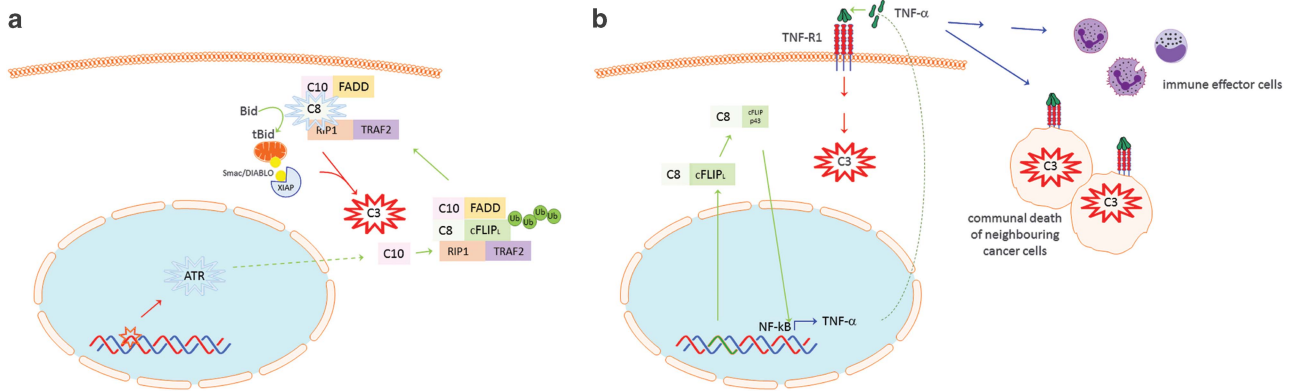 a
C10 FADD
C8
RIP1 TRAF2
Bid
tBid
Smac/DIABLO
XIAP
C3
C10 FADD
C8 cFLIPL
Ub Ub Ub Ub
RIP1 TRAF2
C10
ATR
b
TNF-α
TNF-R1
immune effector cells
C8 cFLIP
p43
C8 cFLIPL
C3
C3
C3
communal death
of neighbouring
cancer cells
NF-kB TNF-α